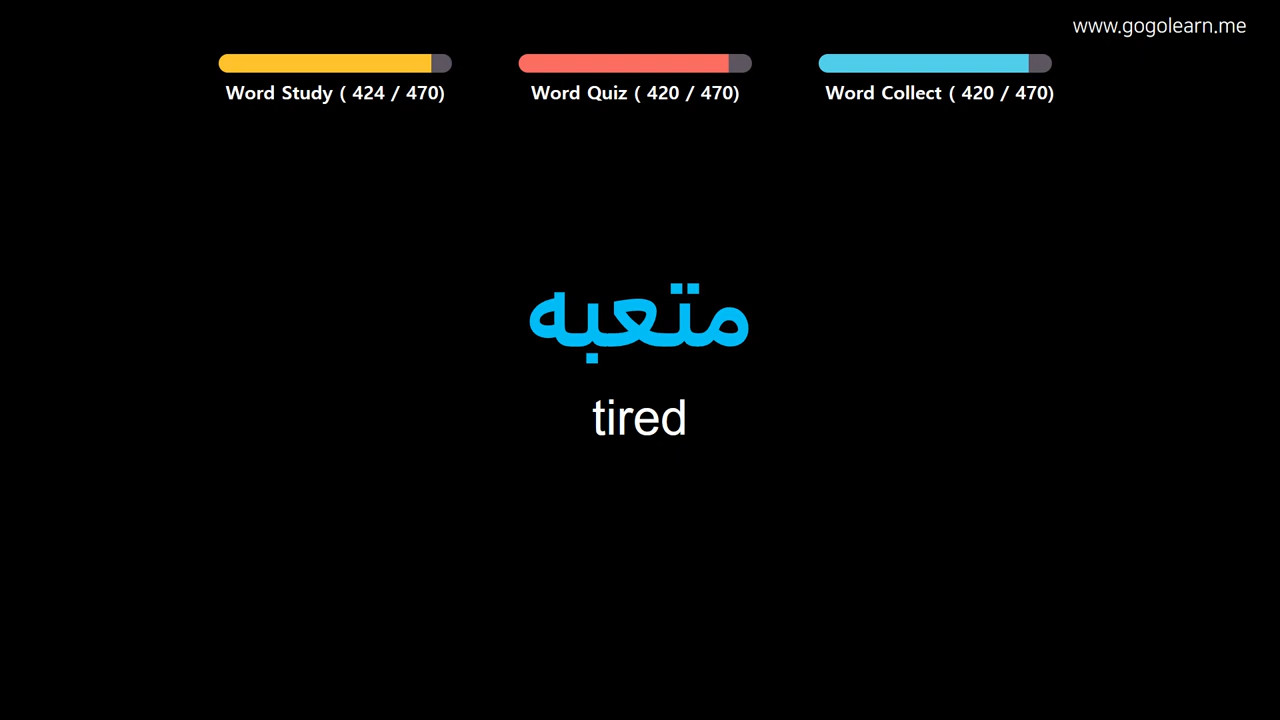 www.gogolearn.me
Word Study ( 424 / 470)
Word Quiz ( 420 / 470)
Word Collect ( 420 / 470)
متعبه
tired